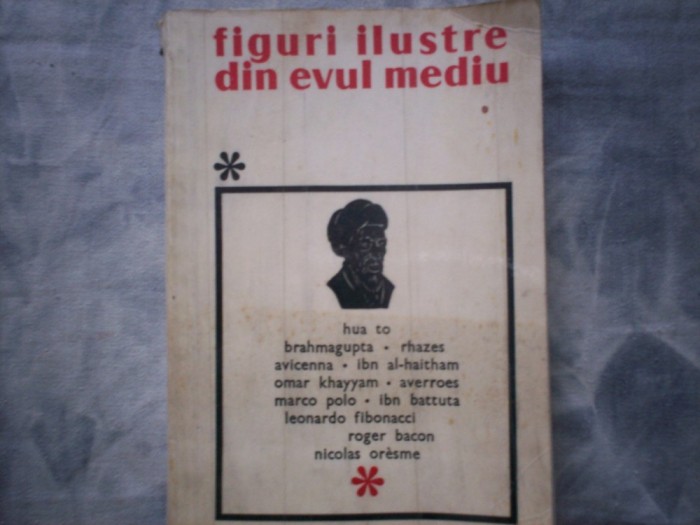 figuri ilustre
din evul mediu
*
hua to
brahmagupta • rhazes
avicenna • ibn al-haitham
omar khayyam • averroes
marco polo • ibn battuta
leonardo fibonacci
roger bacon
nicolas orèsme
*